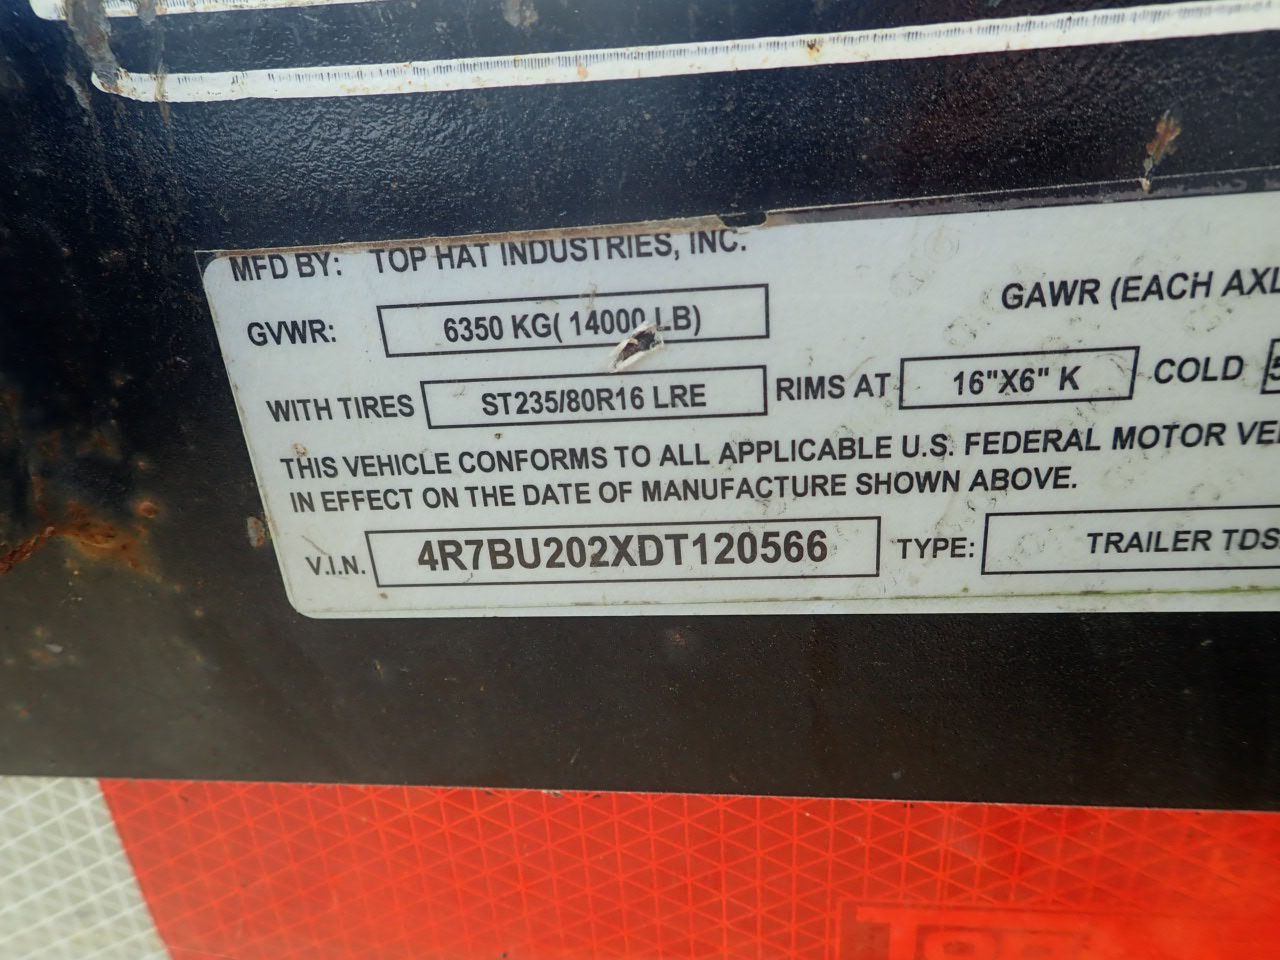 MFD BY: TOP HAT INDUSTRIES, INC.
GAWR (EACH AXL
GVWR: 6350 KG( 14000 LB)
WITH TIRES ST235/80R16 LRE RIMS AT 16"X6" K COLD 5
THIS VEHICLE CONFORMS TO ALL APPLICABLE U.S. FEDERAL MOTOR VE
IN EFFECT ON THE DATE OF MANUFACTURE SHOWN ABOVE.
V.I.N. 4R7BU202XDT120566 TYPE: TRAILER TDS